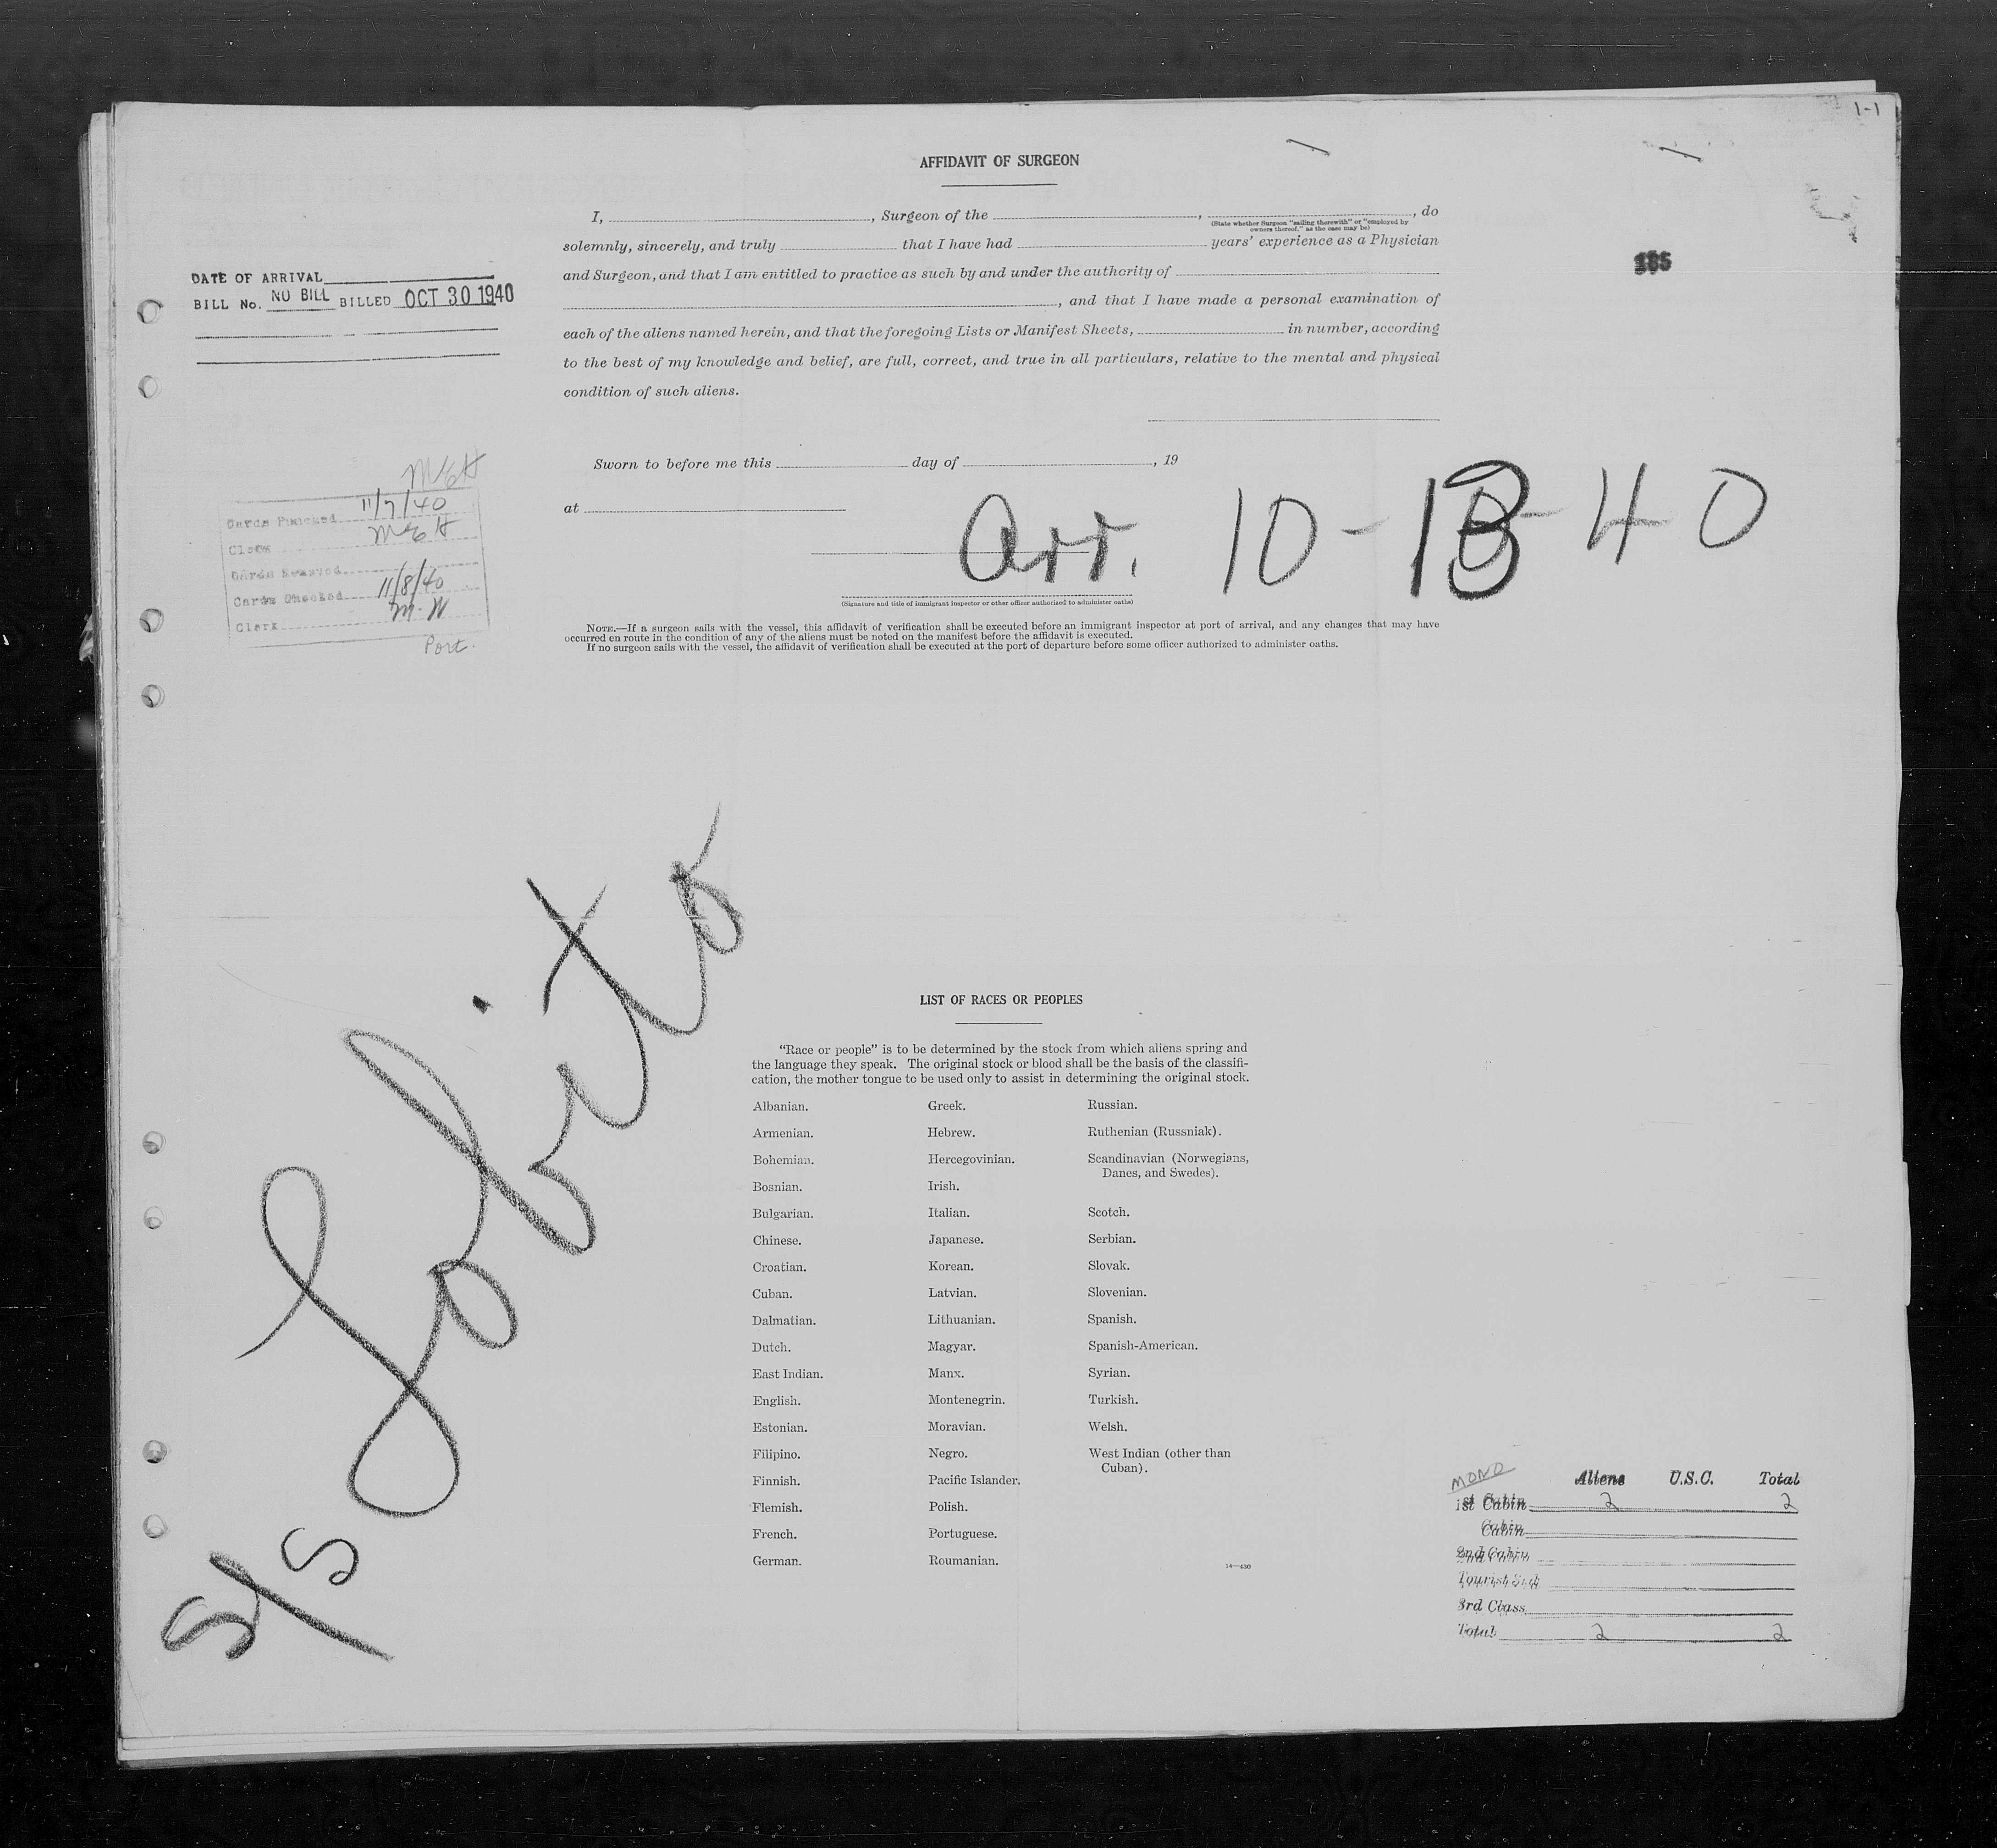 1-1
AFFIDAVIT OF SURGEON
I, , Surgeon of the , , do
(State whether Surgeon "sailing therewith" or "employed by
owners thereof," as the case may be)
solemnly, sincerely, and truly that I have had years' experience as a Physician
and Surgeon, and that I am entitled to practice as such by and under the authority of
, and that I have made a personal examination of
each of the aliens named herein, and that the foregoing Lists or Manifest Sheets, in number, according
to the best of my knowledge and belief, are full, correct, and true in all particulars, relative to the mental and physical
condition of such aliens.
DATE OF ARRIVAL
BILL No. NO BILL BILLED OCT 30 1940
Sworn to before me this day of , 19
at
Arr. 10-13-40
(Signature and title of immigrant inspector or other officer authorized to administer oaths)
NOTE.—If a surgeon sails with the vessel, this affidavit of verification shall be executed before an immigrant inspector at port of arrival, and any changes that may have
occurred en route in the condition of any of the aliens must be noted on the manifest before the affidavit is executed.
If no surgeon sails with the vessel, the affidavit of verification shall be executed at the port of departure before some officer authorized to administer oaths.
Cards Punched 11/7/40
Clerk
Cards Checked 11/8/40
Clerk
Port.
S/S Lobito
LIST OF RACES OR PEOPLES
"Race or people" is to be determined by the stock from which aliens spring and
the language they speak. The original stock or blood shall be the basis of the classifi-
cation, the mother tongue to be used only to assist in determining the original stock.
Albanian.
Armenian.
Bohemian.
Bosnian.
Bulgarian.
Chinese.
Croatian.
Cuban.
Dalmatian.
Dutch.
East Indian.
English.
Estonian.
Filipino.
Finnish.
Flemish.
French.
German.
Greek.
Hebrew.
Hercegovinian.
Irish.
Italian.
Japanese.
Korean.
Latvian.
Lithuanian.
Magyar.
Manx.
Montenegrin.
Moravian.
Negro.
Pacific Islander.
Polish.
Portuguese.
Roumanian.
Russian.
Ruthenian (Russniak).
Scandinavian (Norwegians,
Danes, and Swedes).
Scotch.
Serbian.
Slovak.
Slovenian.
Spanish.
Spanish-American.
Syrian.
Turkish.
Welsh.
West Indian (other than
Cuban).
14—430
MONO
Aliens U.S.C. Total
1st Cabin 2 2
Cabin
2nd Cabin
Tourist
3rd Class
Total 2 2